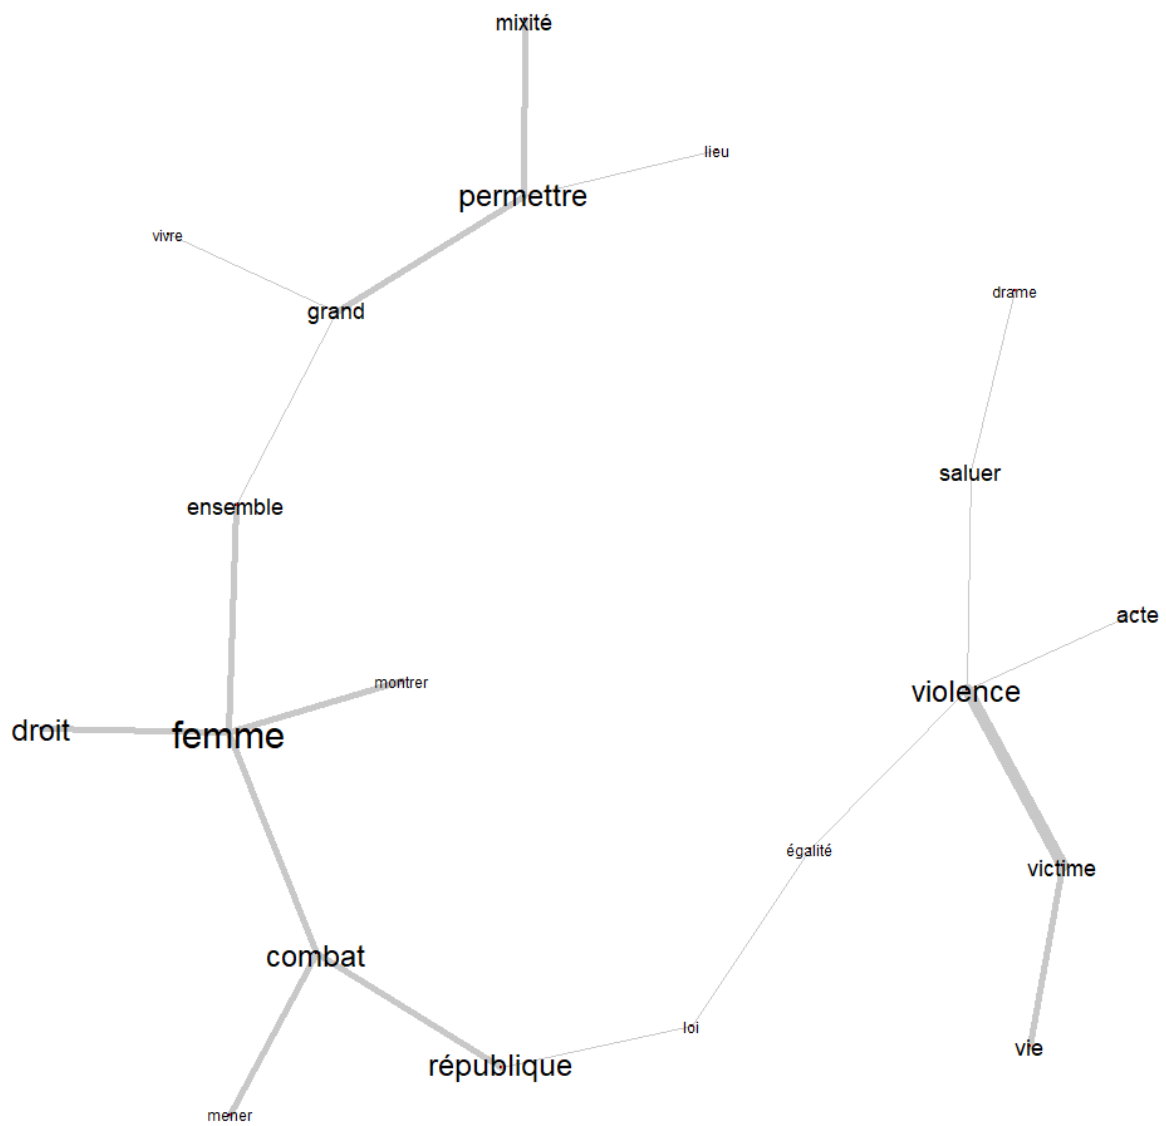 mixité
lieu
permettre
vivre
drame
grand
saluer
ensemble
acte
montrer
violence
droit
femme
égalité
victime
combat
loi
vie
république
mener